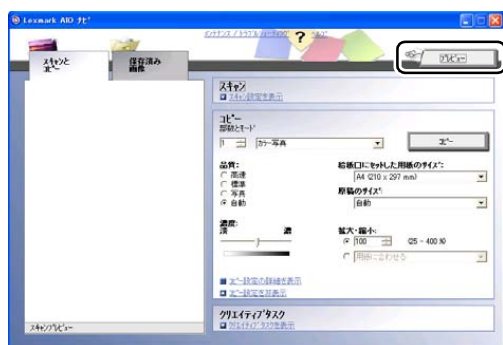 Lexmark AIO ナビ
メンテナンス / トラブルシューティング ヘルプ
プレビュー
スキャンと
コピー
保存済み
画像
スキャン
スキャン設定を表示
コピー
部数とモード
1 カラー写真
コピー
品質:
高速
標準
写真
自動
給紙口にセットした用紙のサイズ:
A4 (210 x 297 mm)
原稿のサイズ:
自動
濃度:
薄 濃
拡大・縮小:
100 (25 - 400 %)
用紙に合わせる
コピー設定の詳細を表示
コピー設定を非表示
クリエイティブタスク
クリエイティブタスクを表示
スキャン/プレビュー